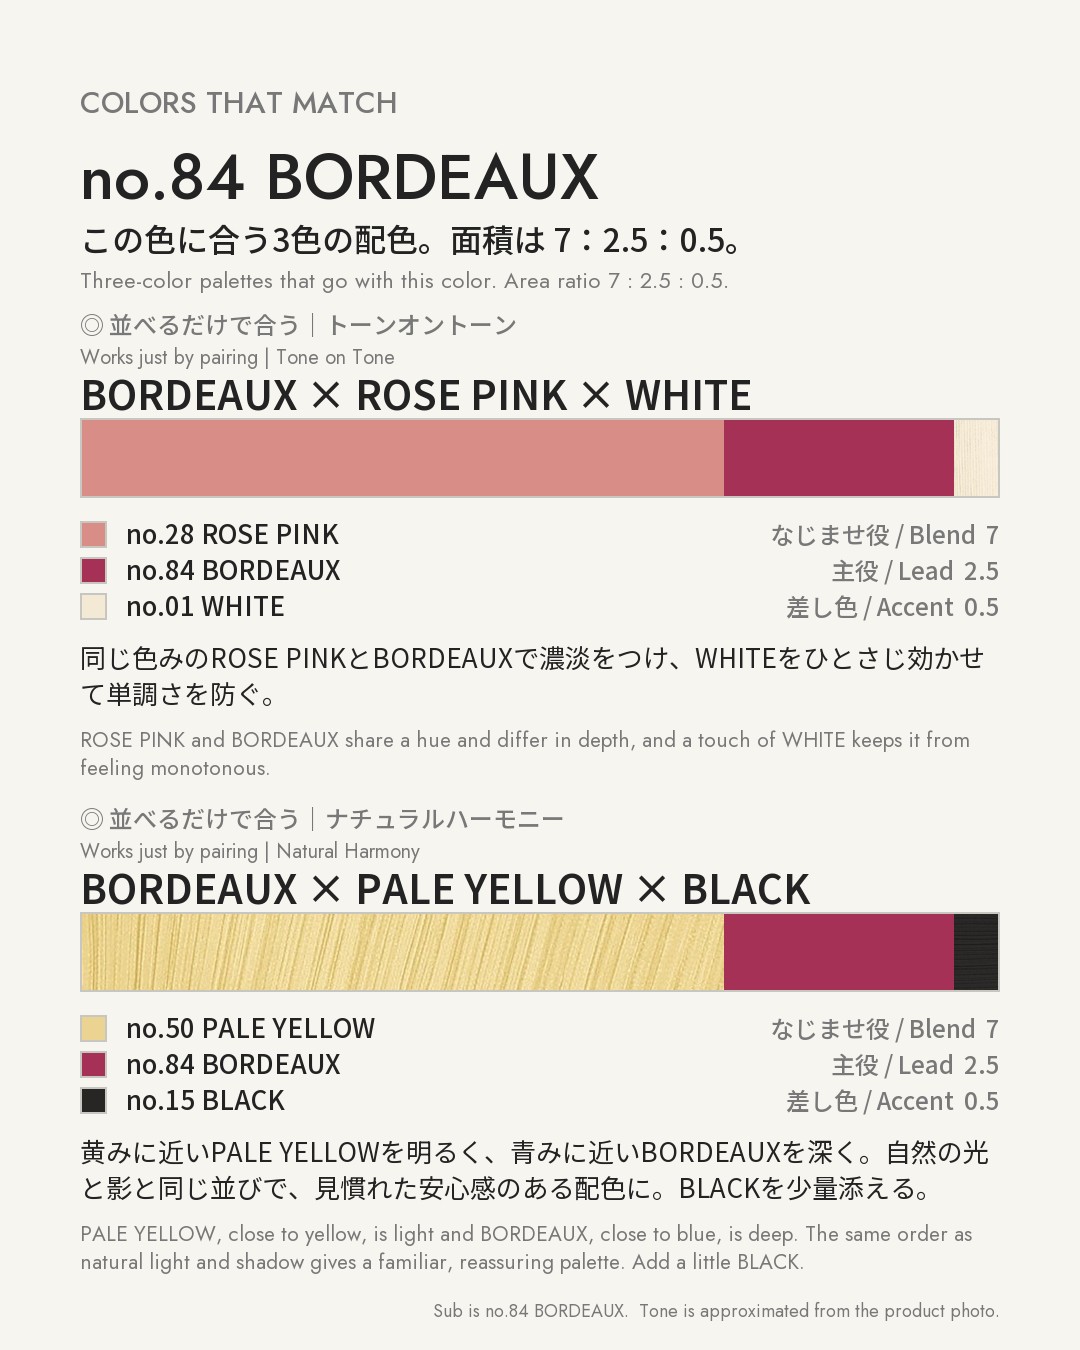 COLORS THAT MATCH
no.84 BORDEAUX
この色に合う3色の配色。面積は 7：2.5：0.5。
Three-color palettes that go with this color. Area ratio 7 : 2.5 : 0.5.
◎ 並べるだけで合う｜トーンオントーン
Works just by pairing | Tone on Tone
BORDEAUX × ROSE PINK × WHITE
no.28 ROSE PINK なじませ役 / Blend 7
no.84 BORDEAUX 主役 / Lead 2.5
no.01 WHITE 差し色 / Accent 0.5
同じ色みのROSE PINKとBORDEAUXで濃淡をつけ、WHITEをひとさじ効かせ
て単調さを防ぐ。
ROSE PINK and BORDEAUX share a hue and differ in depth, and a touch of WHITE keeps it from
feeling monotonous.
◎ 並べるだけで合う｜ナチュラルハーモニー
Works just by pairing | Natural Harmony
BORDEAUX × PALE YELLOW × BLACK
no.50 PALE YELLOW なじませ役 / Blend 7
no.84 BORDEAUX 主役 / Lead 2.5
no.15 BLACK 差し色 / Accent 0.5
黄みに近いPALE YELLOWを明るく、青みに近いBORDEAUXを深く。自然の光
と影と同じ並びで、見慣れた安心感のある配色に。BLACKを少量添える。
PALE YELLOW, close to yellow, is light and BORDEAUX, close to blue, is deep. The same order as
natural light and shadow gives a familiar, reassuring palette. Add a little BLACK.
Sub is no.84 BORDEAUX. Tone is approximated from the product photo.